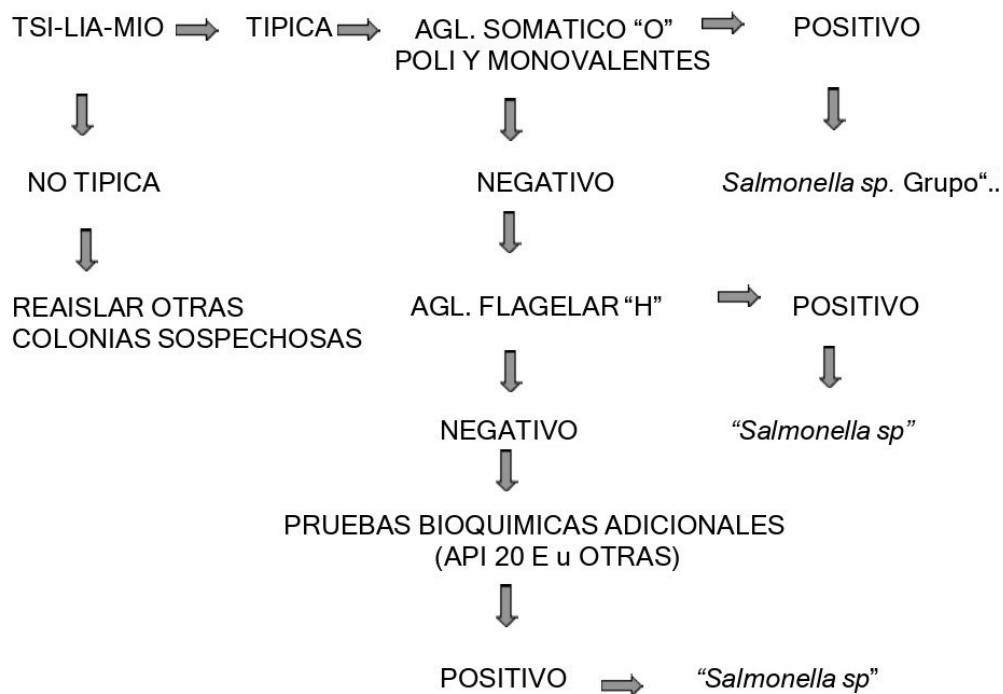 TSI-LIA-MIO TIPICA AGL. SOMATICO “O” POSITIVO
POLI Y MONOVALENTES
NO TIPICA NEGATIVO Salmonella sp. Grupo“..
REAISLAR OTRAS AGL. FLAGELAR “H” POSITIVO
COLONIAS SOSPECHOSAS
NEGATIVO “Salmonella sp”
PRUEBAS BIOQUIMICAS ADICIONALES
(API 20 E u OTRAS)
POSITIVO “Salmonella sp”